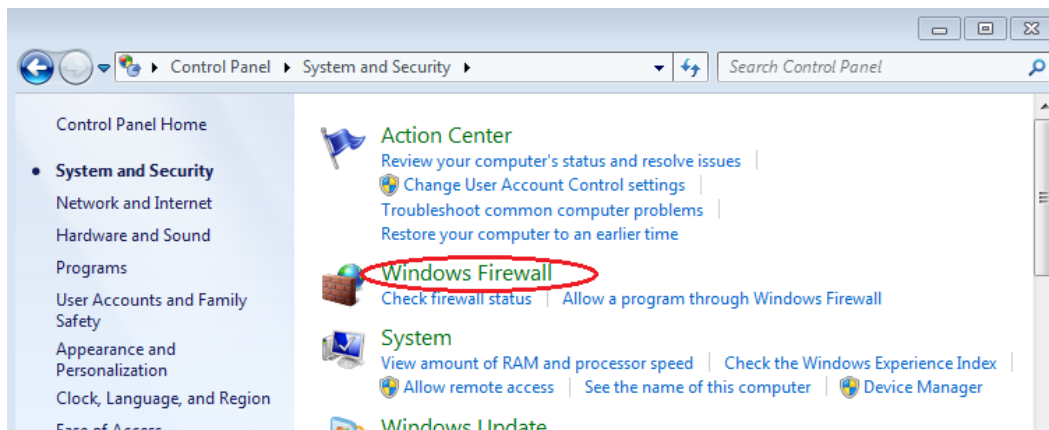 Control Panel ▸ System and Security ▸
Search Control Panel
Control Panel Home
System and Security
Network and Internet
Hardware and Sound
Programs
User Accounts and Family
Safety
Appearance and
Personalization
Clock, Language, and Region
Ease of Access
Action Center
Review your computer's status and resolve issues
Change User Account Control settings
Troubleshoot common computer problems
Restore your computer to an earlier time
Windows Firewall
Check firewall status | Allow a program through Windows Firewall
System
View amount of RAM and processor speed | Check the Windows Experience Index
Allow remote access | See the name of this computer | Device Manager
Windows Update